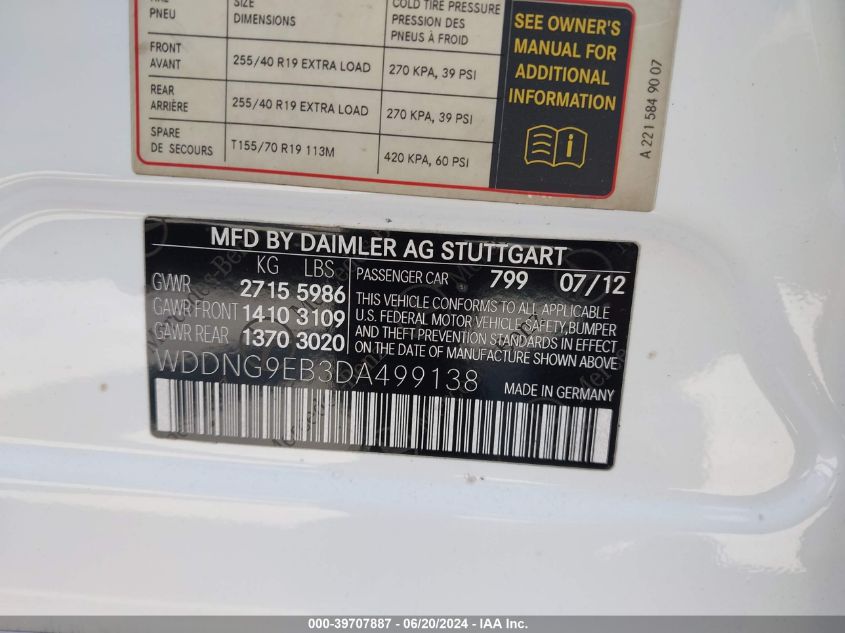 TIRE SIZE COLD TIRE PRESSURE
PNEU DIMENSIONS PRESSION DES
PNEUS À FROID
FRONT
AVANT 255/40 R19 EXTRA LOAD 270 KPA, 39 PSI
REAR
ARRIÈRE 255/40 R19 EXTRA LOAD 270 KPA, 39 PSI
SPARE
DE SECOURS T155/70 R19 113M 420 KPA, 60 PSI
SEE OWNER'S
MANUAL FOR
ADDITIONAL
INFORMATION
A 221 584 90 07
MFD BY DAIMLER AG STUTTGART
KG LBS PASSENGER CAR 799 07/12
GVWR 2715 5986
GAWR FRONT 1410 3109
GAWR REAR 1370 3020
THIS VEHICLE CONFORMS TO ALL APPLICABLE
U.S. FEDERAL MOTOR VEHICLE SAFETY, BUMPER
AND THEFT PREVENTION STANDARDS IN EFFECT
ON THE DATE OF MANUFACTURE SHOWN ABOVE
WDDNG9EB3DA499138 MADE IN GERMANY
000-39707887 - 06/20/2024 - IAA Inc.